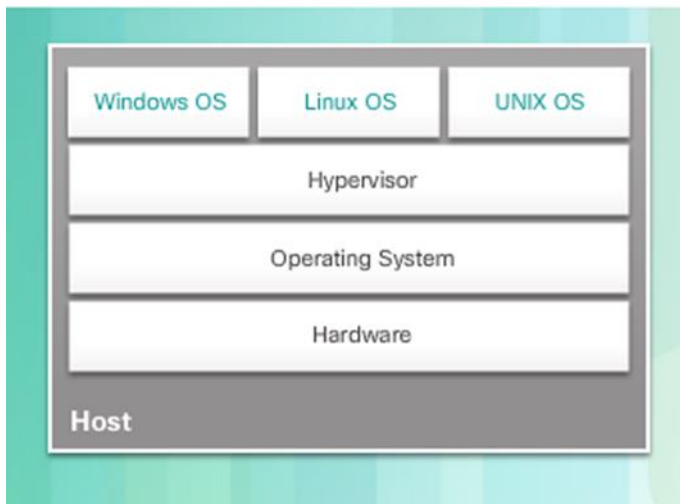 Windows OS
Linux OS
UNIX OS
Hypervisor
Operating System
Hardware
Host